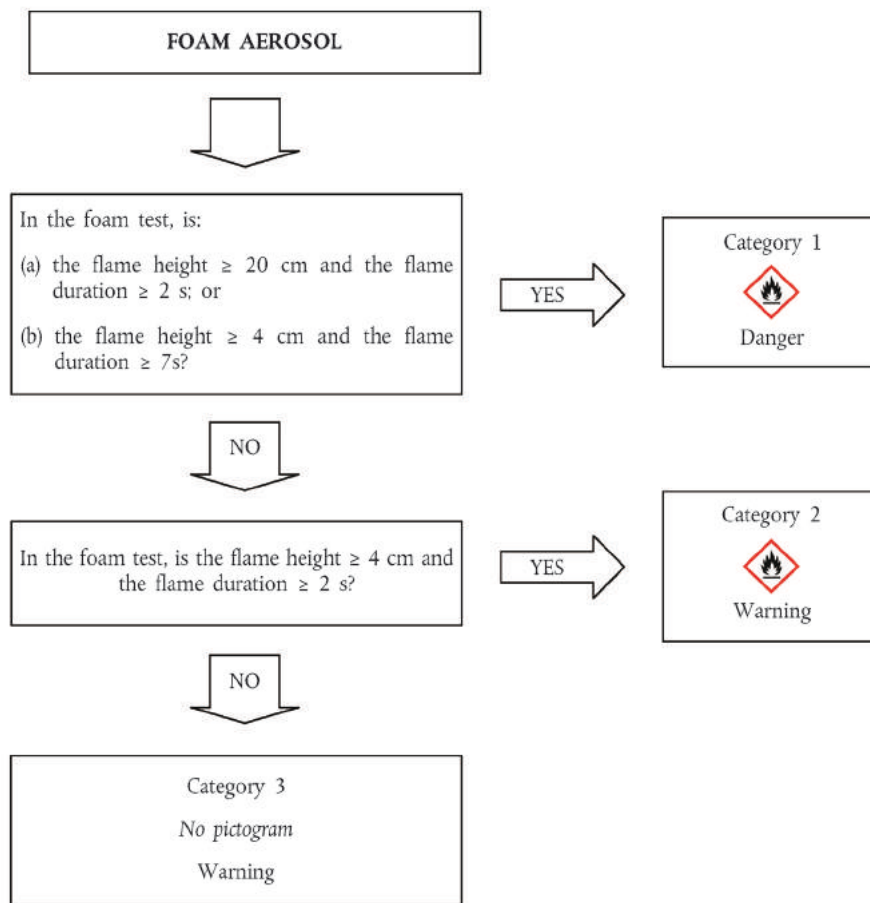 FOAM AEROSOL
In the foam test, is:
(a) the flame height ≥ 20 cm and the flame
duration ≥ 2 s; or
(b) the flame height ≥ 4 cm and the flame
duration ≥ 7s?
YES
Category 1
Danger
NO
In the foam test, is the flame height ≥ 4 cm and
the flame duration ≥ 2 s?
YES
Category 2
Warning
NO
Category 3
No pictogram
Warning